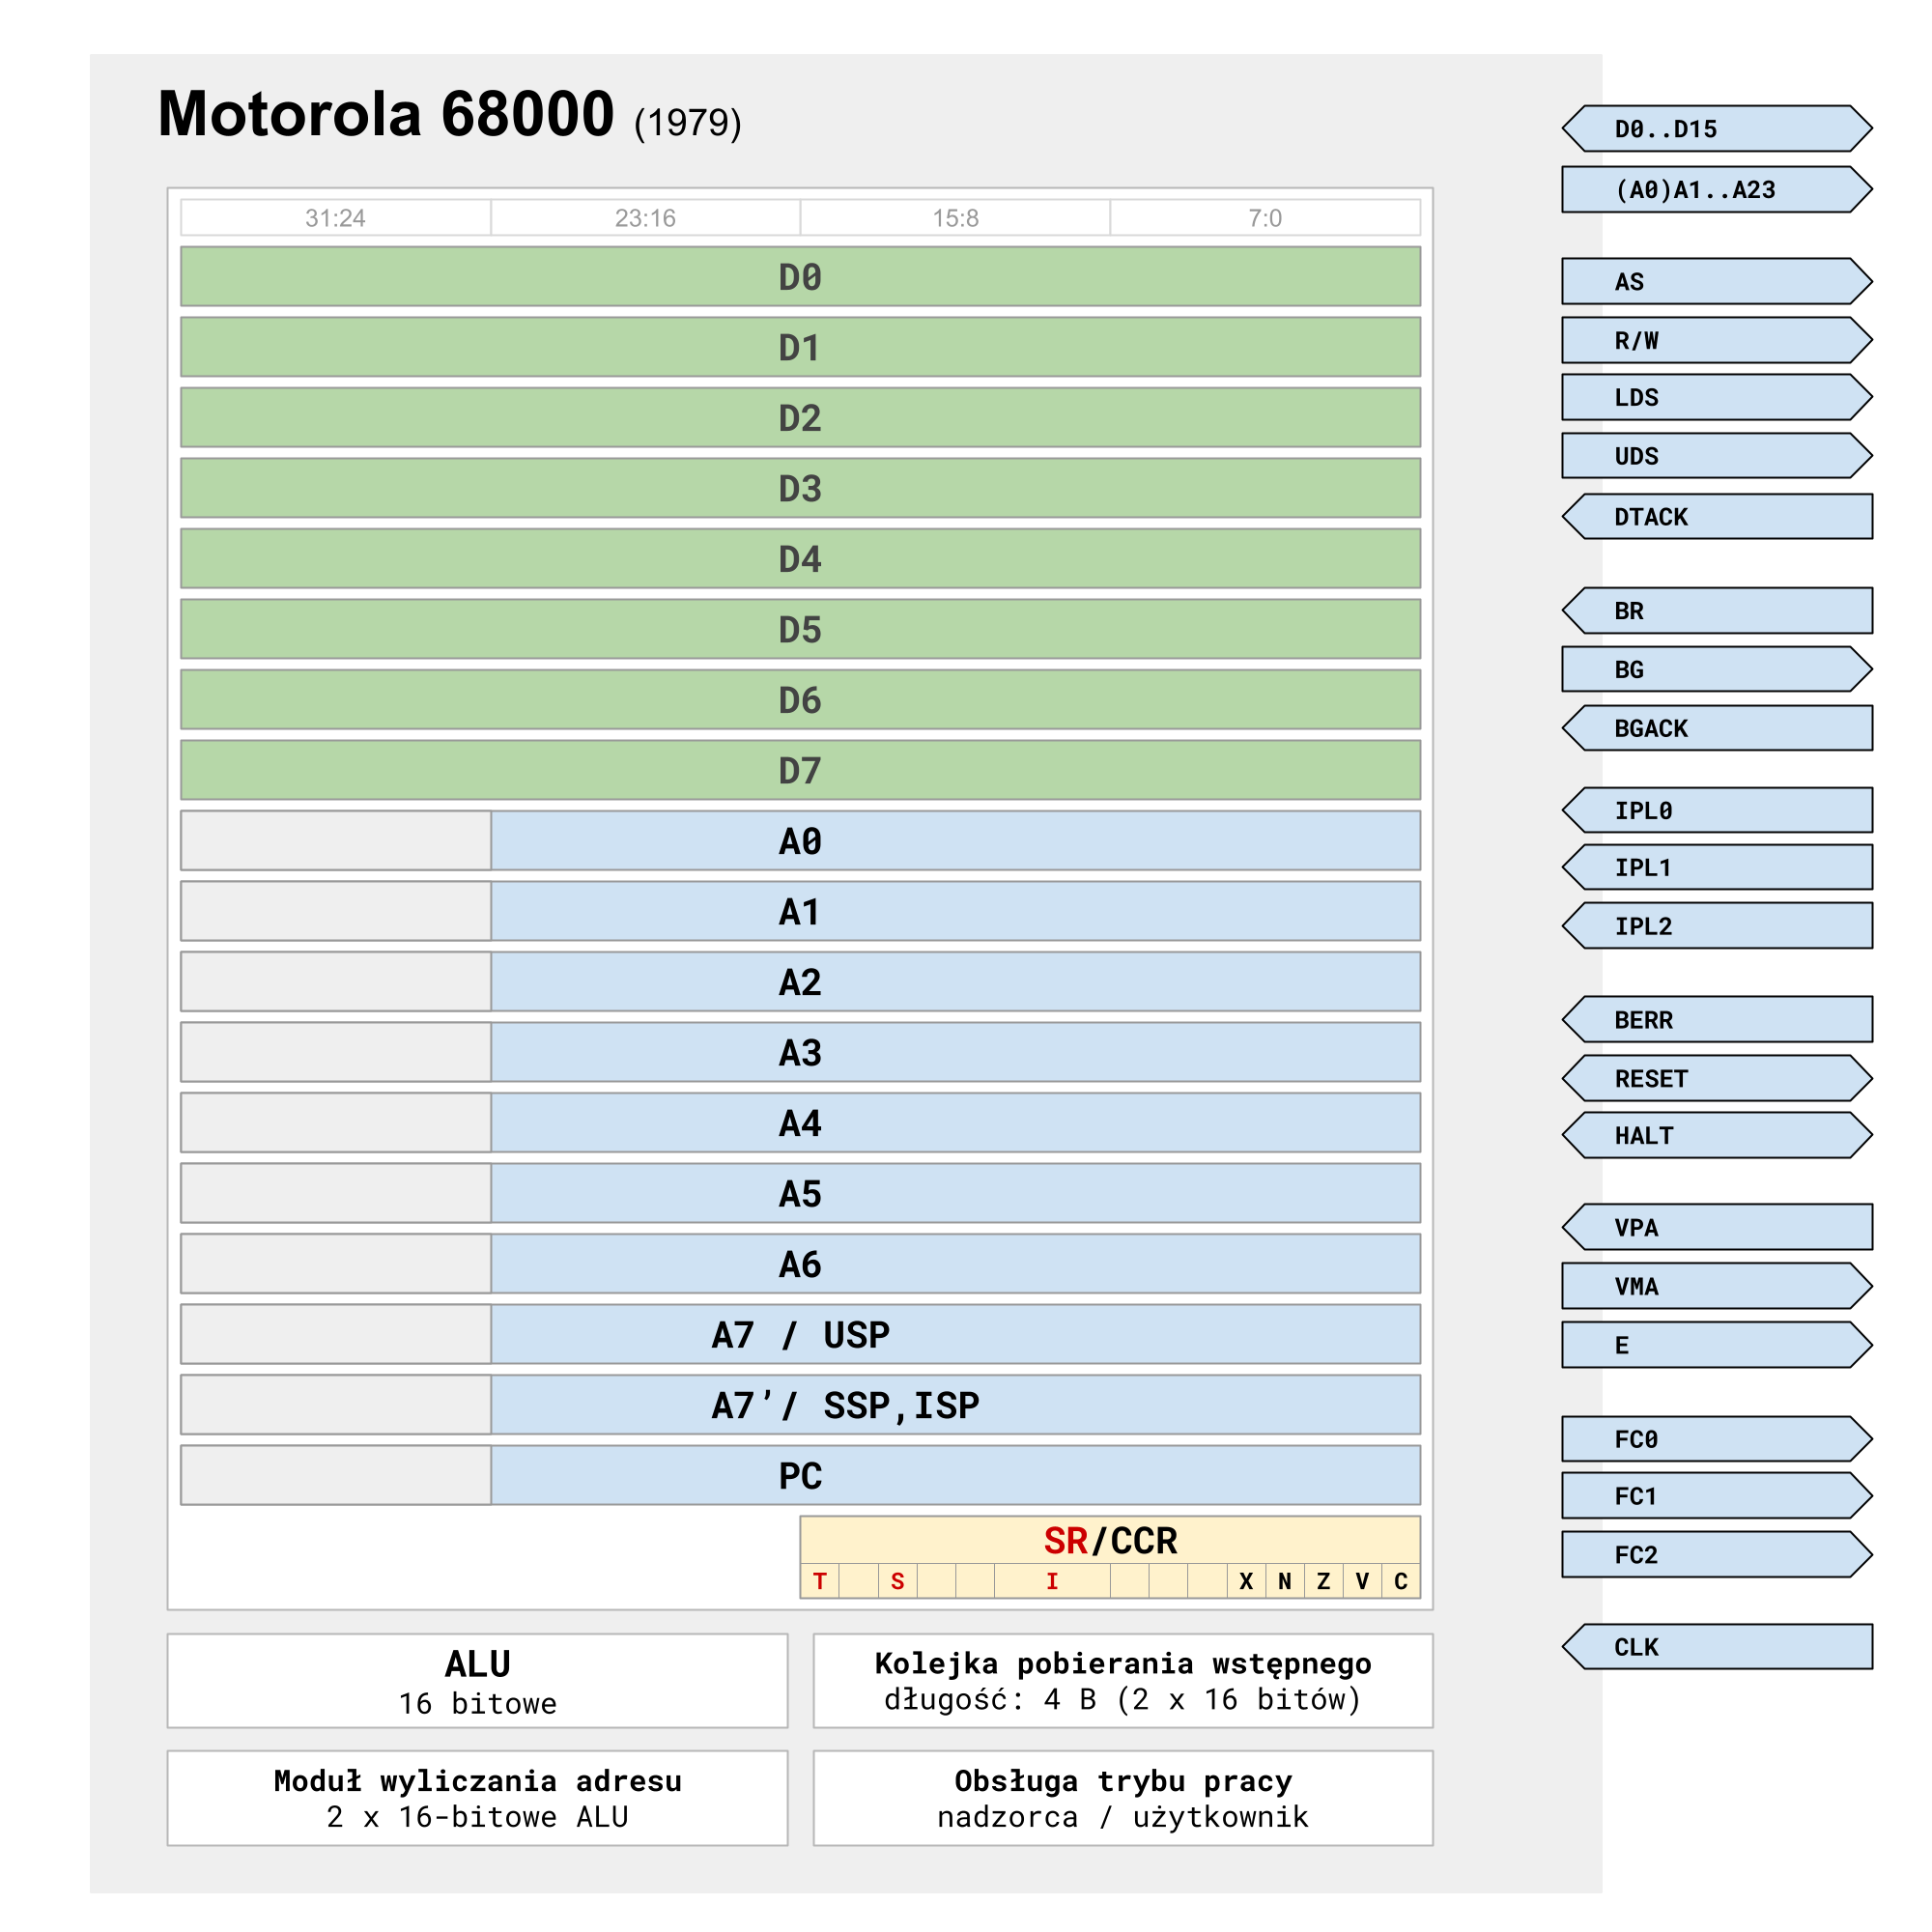 Motorola 68000 (1979)
31:24 23:16 15:8 7:0
D0
D1
D2
D3
D4
D5
D6
D7
A0
A1
A2
A3
A4
A5
A6
A7 / USP
A7’/ SSP,ISP
PC
SR/CCR
T S I X N Z V C
ALU
16 bitowe
Kolejka pobierania wstępnego
długość: 4 B (2 x 16 bitów)
Moduł wyliczania adresu
2 x 16-bitowe ALU
Obsługa trybu pracy
nadzorca / użytkownik
D0..D15
(A0)A1..A23
AS
R/W
LDS
UDS
DTACK
BR
BG
BGACK
IPL0
IPL1
IPL2
BERR
RESET
HALT
VPA
VMA
E
FC0
FC1
FC2
CLK